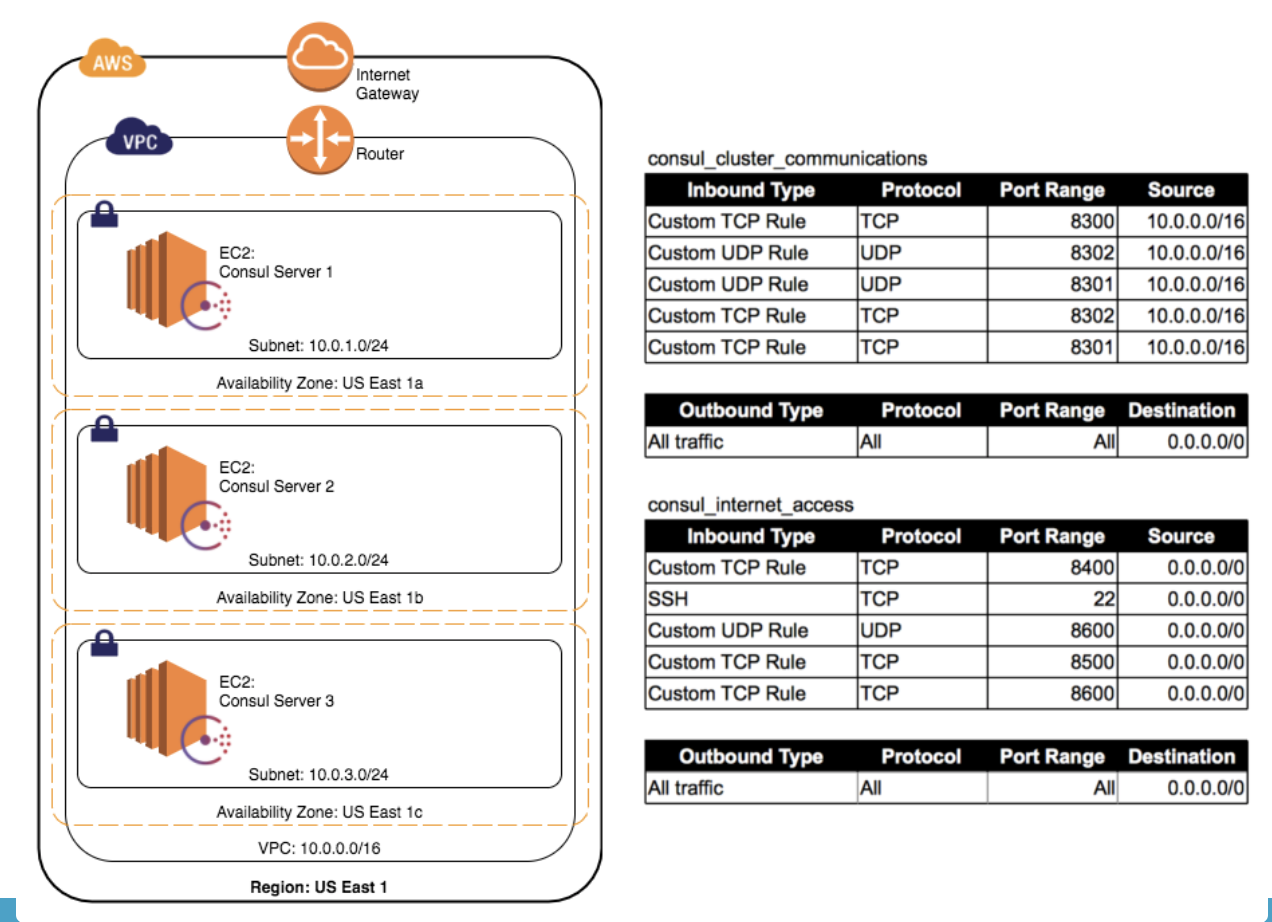 AWS
Internet
Gateway
VPC
Router
EC2:
Consul Server 1
Subnet: 10.0.1.0/24
Availability Zone: US East 1a
EC2:
Consul Server 2
Subnet: 10.0.2.0/24
Availability Zone: US East 1b
EC2:
Consul Server 3
Subnet: 10.0.3.0/24
Availability Zone: US East 1c
VPC: 10.0.0.0/16
Region: US East 1
consul_cluster_communications
Inbound Type Protocol Port Range Source
Custom TCP Rule TCP 8300 10.0.0.0/16
Custom UDP Rule UDP 8302 10.0.0.0/16
Custom UDP Rule UDP 8301 10.0.0.0/16
Custom TCP Rule TCP 8302 10.0.0.0/16
Custom TCP Rule TCP 8301 10.0.0.0/16
Outbound Type Protocol Port Range Destination
All traffic All All 0.0.0.0/0
consul_internet_access
Inbound Type Protocol Port Range Source
Custom TCP Rule TCP 8400 0.0.0.0/0
SSH TCP 22 0.0.0.0/0
Custom UDP Rule UDP 8600 0.0.0.0/0
Custom TCP Rule TCP 8500 0.0.0.0/0
Custom TCP Rule TCP 8600 0.0.0.0/0
Outbound Type Protocol Port Range Destination
All traffic All All 0.0.0.0/0